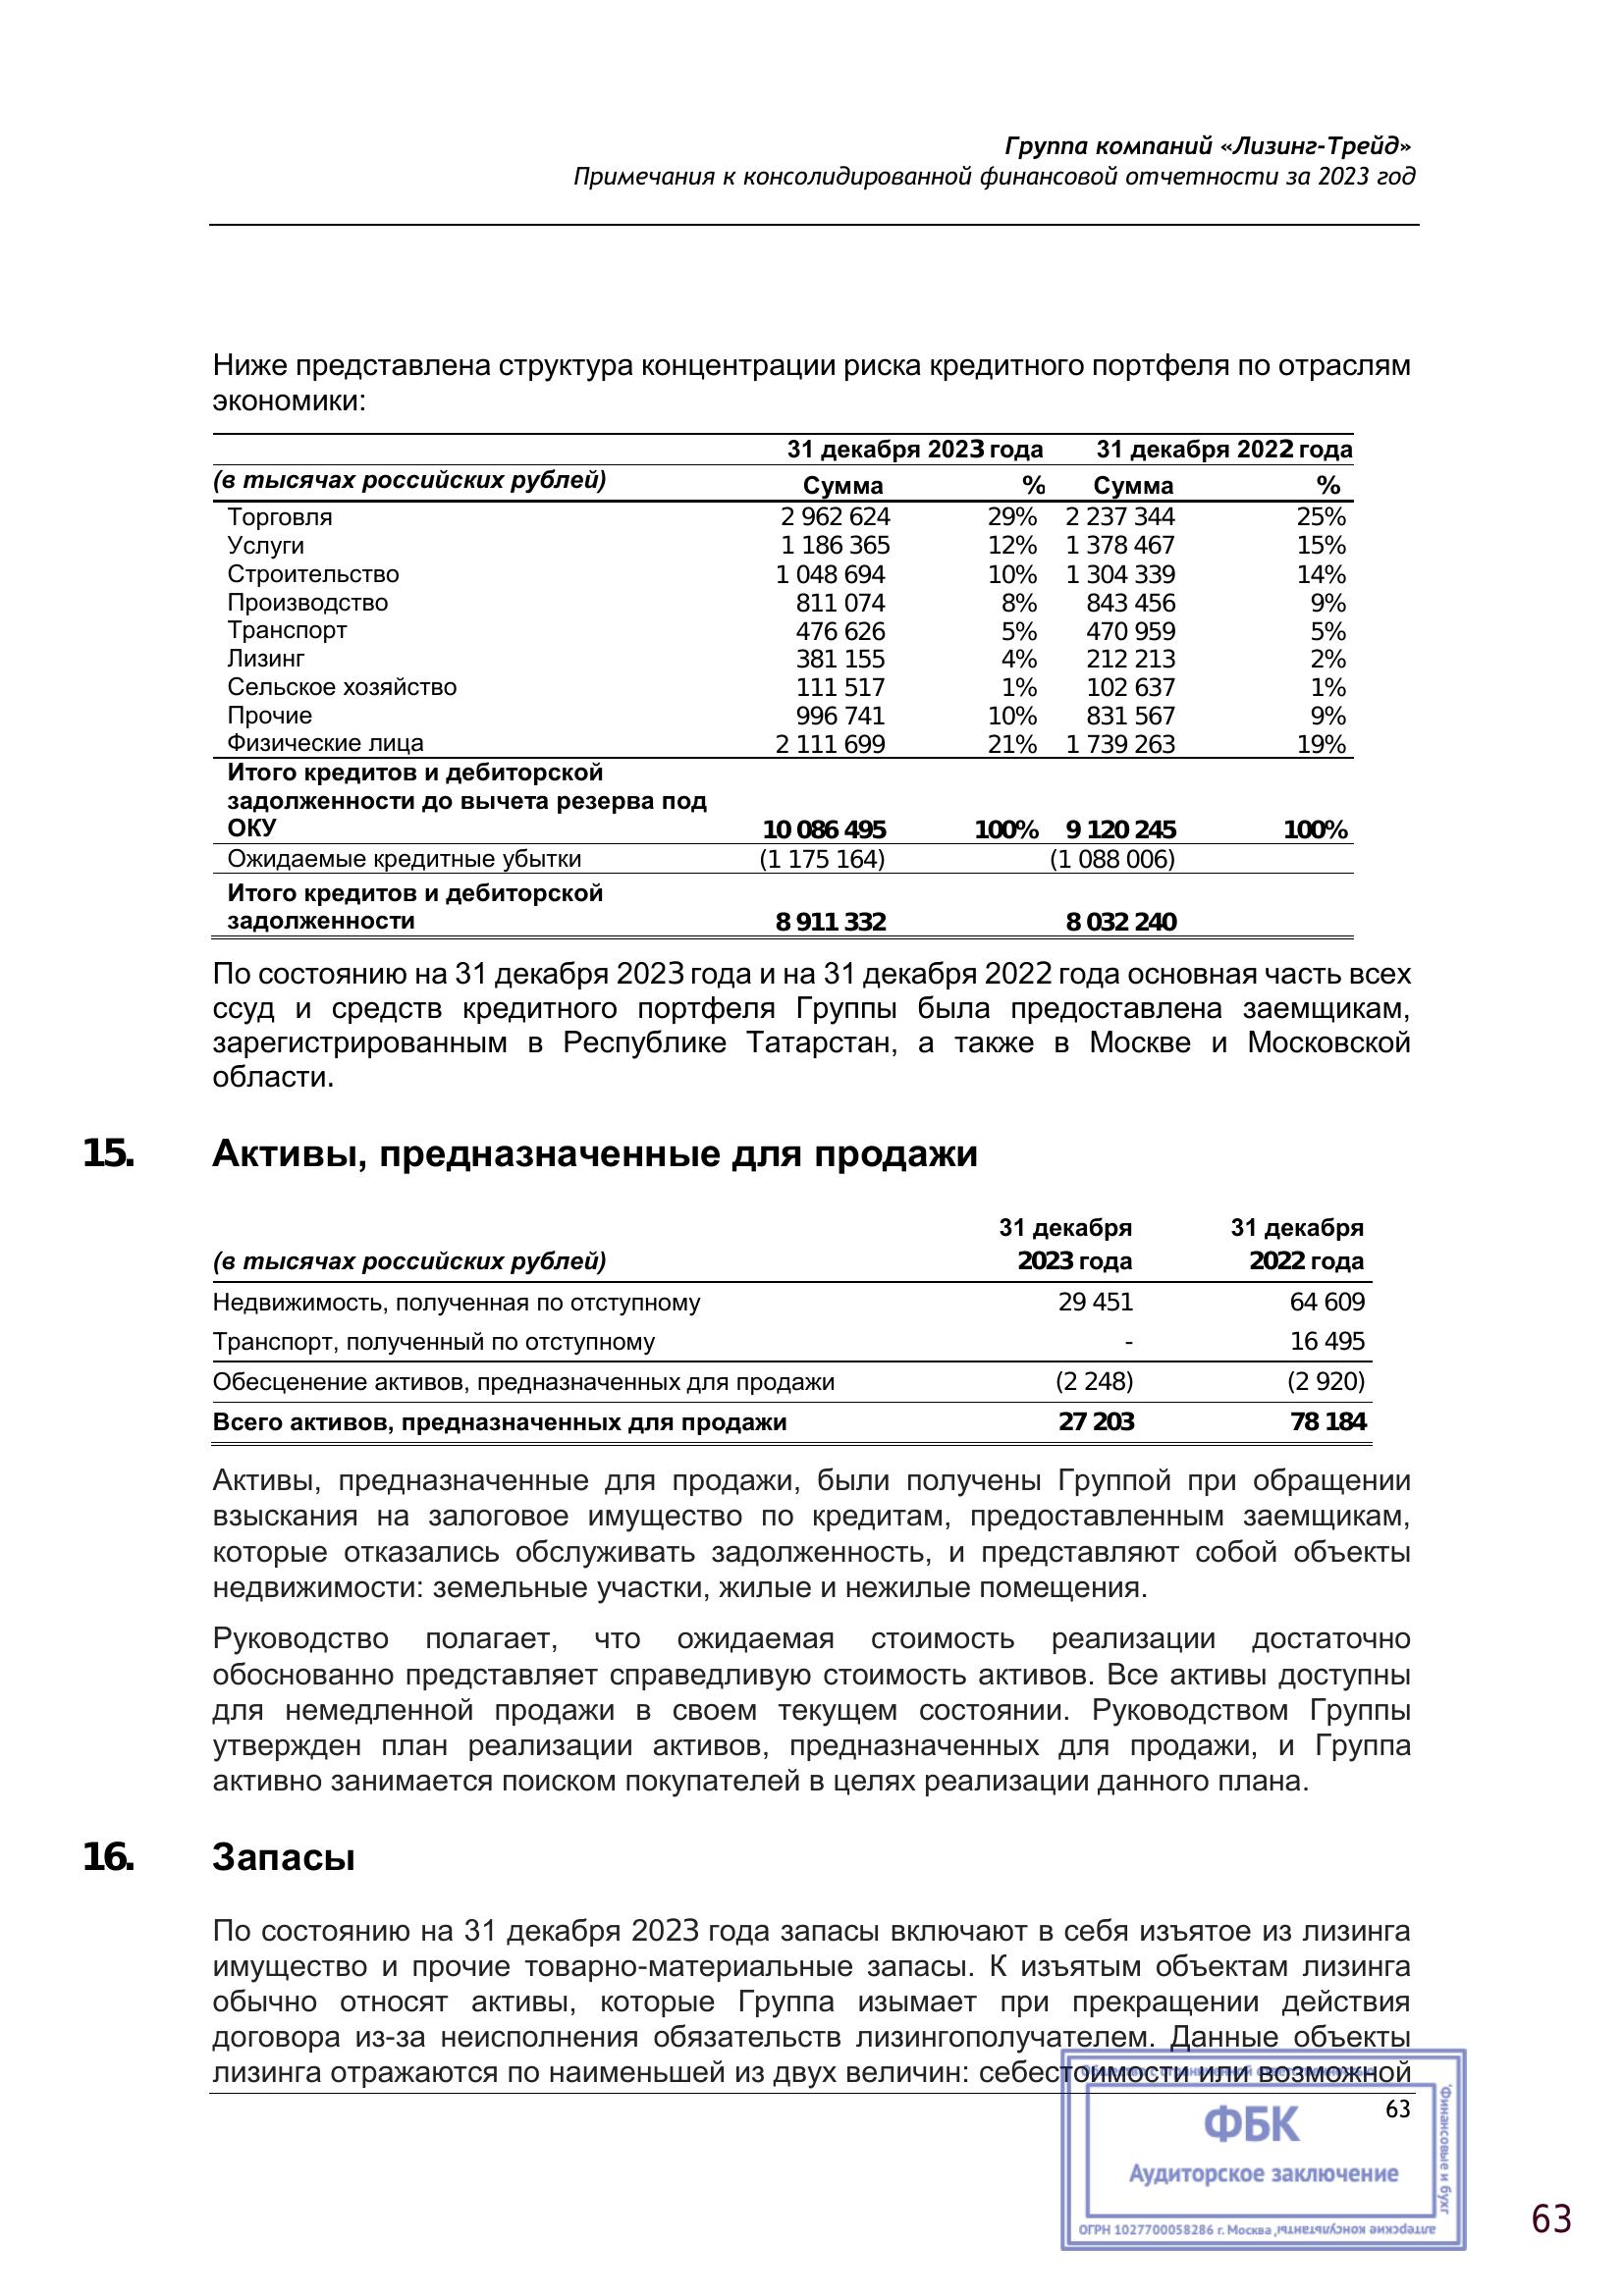 Группа компаний «Лизинг-Трейд»
Примечания к консолидированной финансовой отчетности за 2023 год
Ниже представлена структура концентрации риска кредитного портфеля по отраслям
экономики:
31 декабря 2023 года 31 декабря 2022 года
(в тысячах российских рублей) Сумма % Сумма %
Торговля 2 962 624 29% 2 237 344 25%
Услуги 1 186 365 12% 1 378 467 15%
Строительство 1 048 694 10% 1 304 339 14%
Производство 811 074 8% 843 456 9%
Транспорт 476 626 5% 470 959 5%
Лизинг 381 155 4% 212 213 2%
Сельское хозяйство 111 517 1% 102 637 1%
Прочие 996 741 10% 831 567 9%
Физические лица 2 111 699 21% 1 739 263 19%
Итого кредитов и дебиторской
задолженности до вычета резерва под
ОКУ 10 086 495 100% 9 120 245 100%
Ожидаемые кредитные убытки (1 175 164) (1 088 006)
Итого кредитов и дебиторской
задолженности 8 911 332 8 032 240
По состоянию на 31 декабря 2023 года и на 31 декабря 2022 года основная часть всех
ссуд и средств кредитного портфеля Группы была предоставлена заемщикам,
зарегистрированным в Республике Татарстан, а также в Москве и Московской
области.
15. Активы, предназначенные для продажи
31 декабря 31 декабря
(в тысячах российских рублей) 2023 года 2022 года
Недвижимость, полученная по отступному 29 451 64 609
Транспорт, полученный по отступному - 16 495
Обесценение активов, предназначенных для продажи (2 248) (2 920)
Всего активов, предназначенных для продажи 27 203 78 184
Активы, предназначенные для продажи, были получены Группой при обращении
взыскания на залоговое имущество по кредитам, предоставленным заемщикам,
которые отказались обслуживать задолженность, и представляют собой объекты
недвижимости: земельные участки, жилые и нежилые помещения.
Руководство полагает, что ожидаемая стоимость реализации достаточно
обоснованно представляет справедливую стоимость активов. Все активы доступны
для немедленной продажи в своем текущем состоянии. Руководством Группы
утвержден план реализации активов, предназначенных для продажи, и Группа
активно занимается поиском покупателей в целях реализации данного плана.
16. Запасы
По состоянию на 31 декабря 2023 года запасы включают в себя изъятое из лизинга
имущество и прочие товарно-материальные запасы. К изъятым объектам лизинга
обычно относят активы, которые Группа изымает при прекращении действия
договора из-за неисполнения обязательств лизингополучателем. Данные объекты
лизинга отражаются по наименьшей из двух величин: себестоимости или возможной
Общество с ограниченной ответственностью
63
ФБК
Аудиторское заключение
"Финансовые и бухг
алтерские консультанты"
ОГРН 1027700058286 г. Москва
63